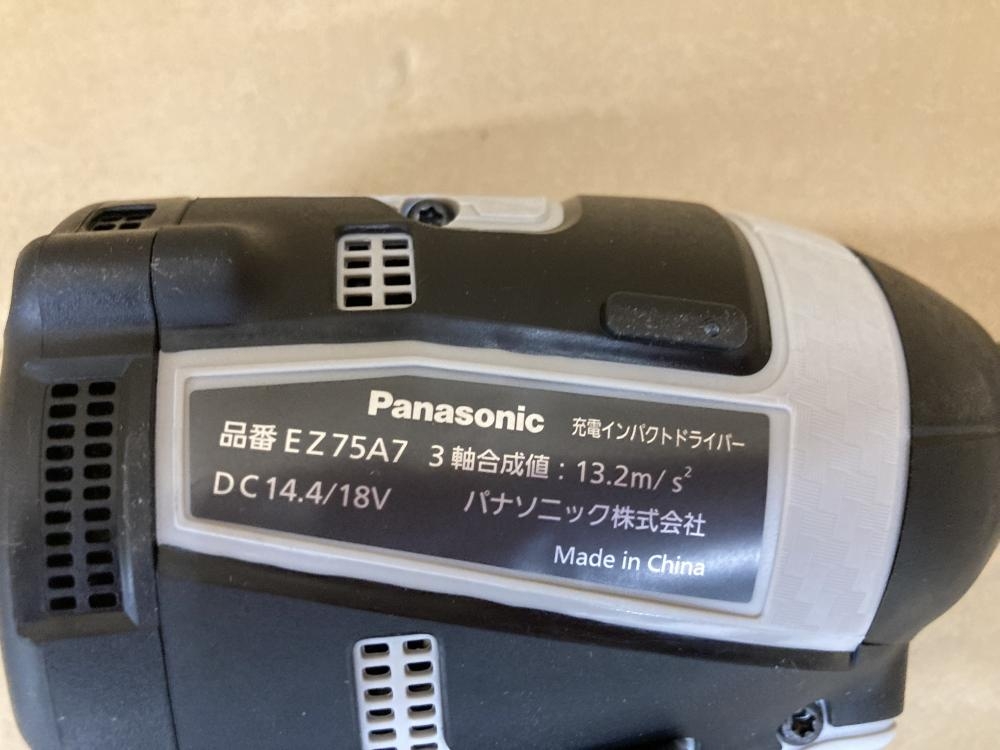 Panasonic 充電インパクトドライバー
品番 EZ75A7 3軸合成値：13.2m/s²
DC14.4/18V パナソニック株式会社
Made in China